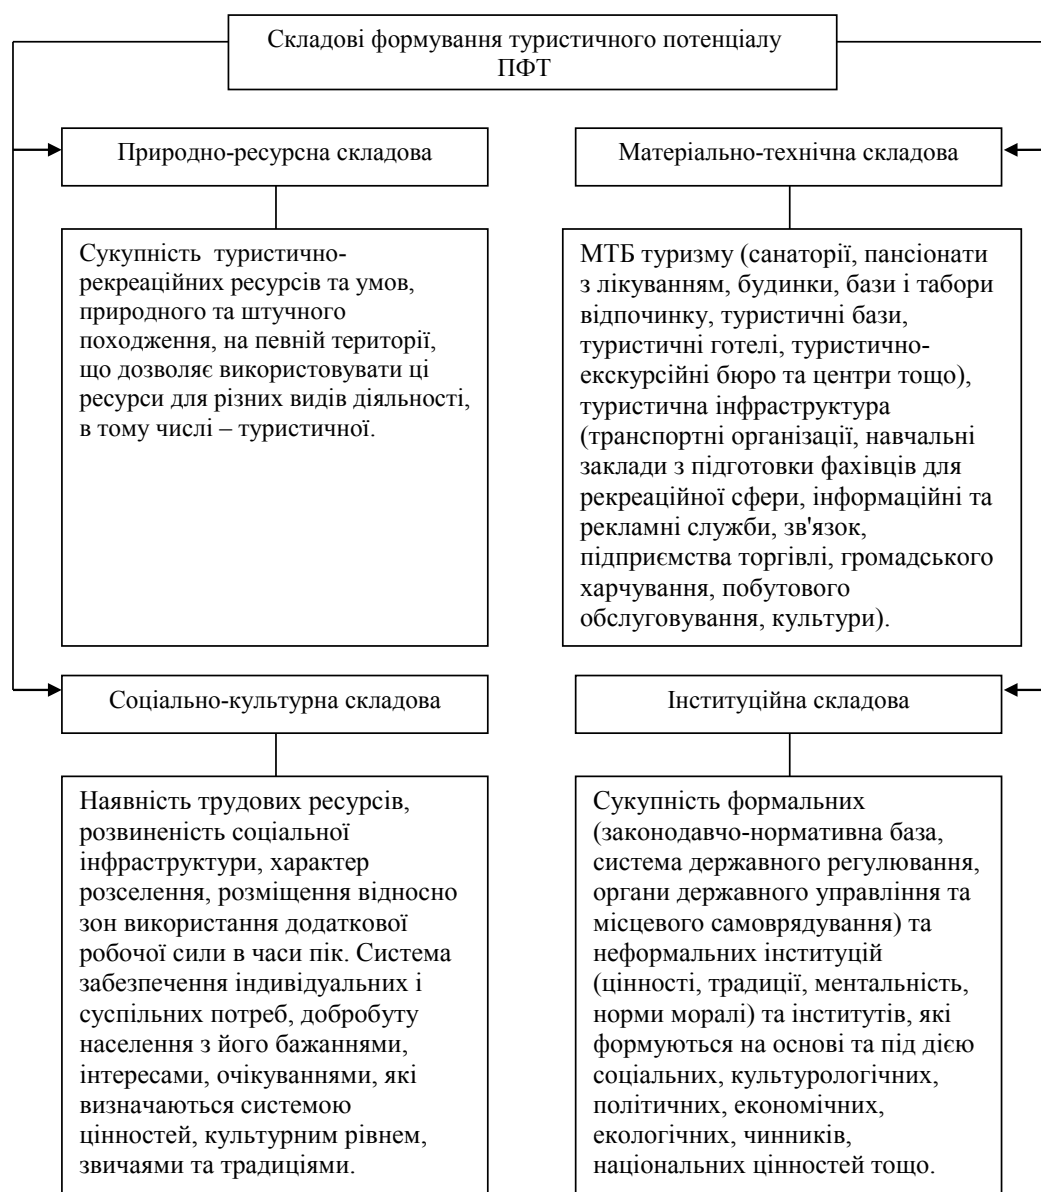 Складові формування туристичного потенціалу
ПФТ
Природно-ресурсна складова
Сукупність туристично-
рекреаційних ресурсів та умов,
природного та штучного
походження, на певній території,
що дозволяє використовувати ці
ресурси для різних видів діяльності,
в тому числі – туристичної.
Матеріально-технічна складова
МТБ туризму (санаторії, пансіонати
з лікуванням, будинки, бази і табори
відпочинку, туристичні бази,
туристичні готелі, туристично-
екскурсійні бюро та центри тощо),
туристична інфраструктура
(транспортні організації, навчальні
заклади з підготовки фахівців для
рекреаційної сфери, інформаційні та
рекламні служби, зв'язок,
підприємства торгівлі, громадського
харчування, побутового
обслуговування, культури).
Соціально-культурна складова
Наявність трудових ресурсів,
розвиненість соціальної
інфраструктури, характер
розселення, розміщення відносно
зон використання додаткової
робочої сили в часи пік. Система
забезпечення індивідуальних і
суспільних потреб, добробуту
населення з його бажаннями,
інтересами, очікуваннями, які
визначаються системою
цінностей, культурним рівнем,
звичаями та традиціями.
Інституційна складова
Сукупність формальних
(законодавчо-нормативна база,
система державного регулювання,
органи державного управління та
місцевого самоврядування) та
неформальних інституцій
(цінності, традиції, ментальність,
норми моралі) та інститутів, які
формуються на основі та під дією
соціальних, культурологічних,
політичних, економічних,
екологічних, чинників,
національних цінностей тощо.